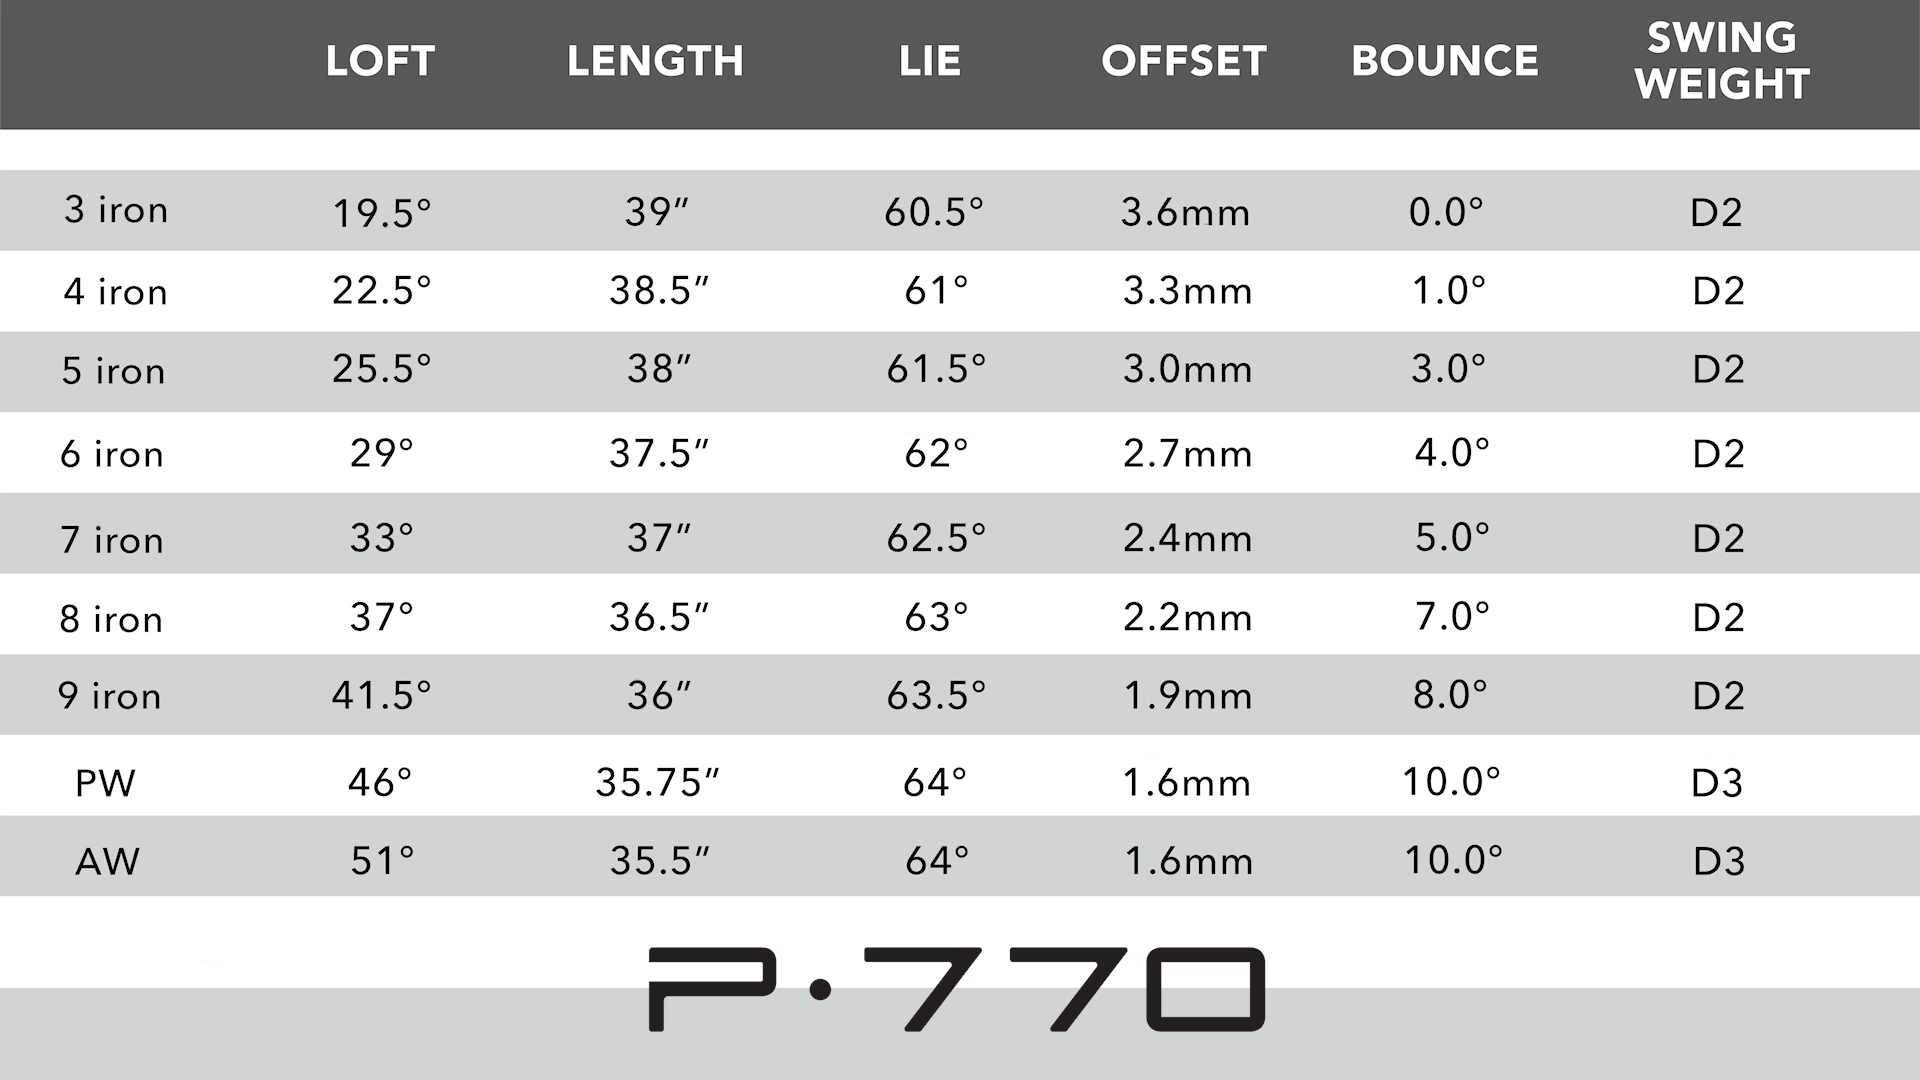 LOFT LENGTH LIE OFFSET BOUNCE SWING WEIGHT
3 iron 19.5° 39” 60.5° 3.6mm 0.0° D2
4 iron 22.5° 38.5” 61° 3.3mm 1.0° D2
5 iron 25.5° 38” 61.5° 3.0mm 3.0° D2
6 iron 29° 37.5” 62° 2.7mm 4.0° D2
7 iron 33° 37” 62.5° 2.4mm 5.0° D2
8 iron 37° 36.5” 63° 2.2mm 7.0° D2
9 iron 41.5° 36” 63.5° 1.9mm 8.0° D2
PW 46° 35.75” 64° 1.6mm 10.0° D3
AW 51° 35.5” 64° 1.6mm 10.0° D3
P·770